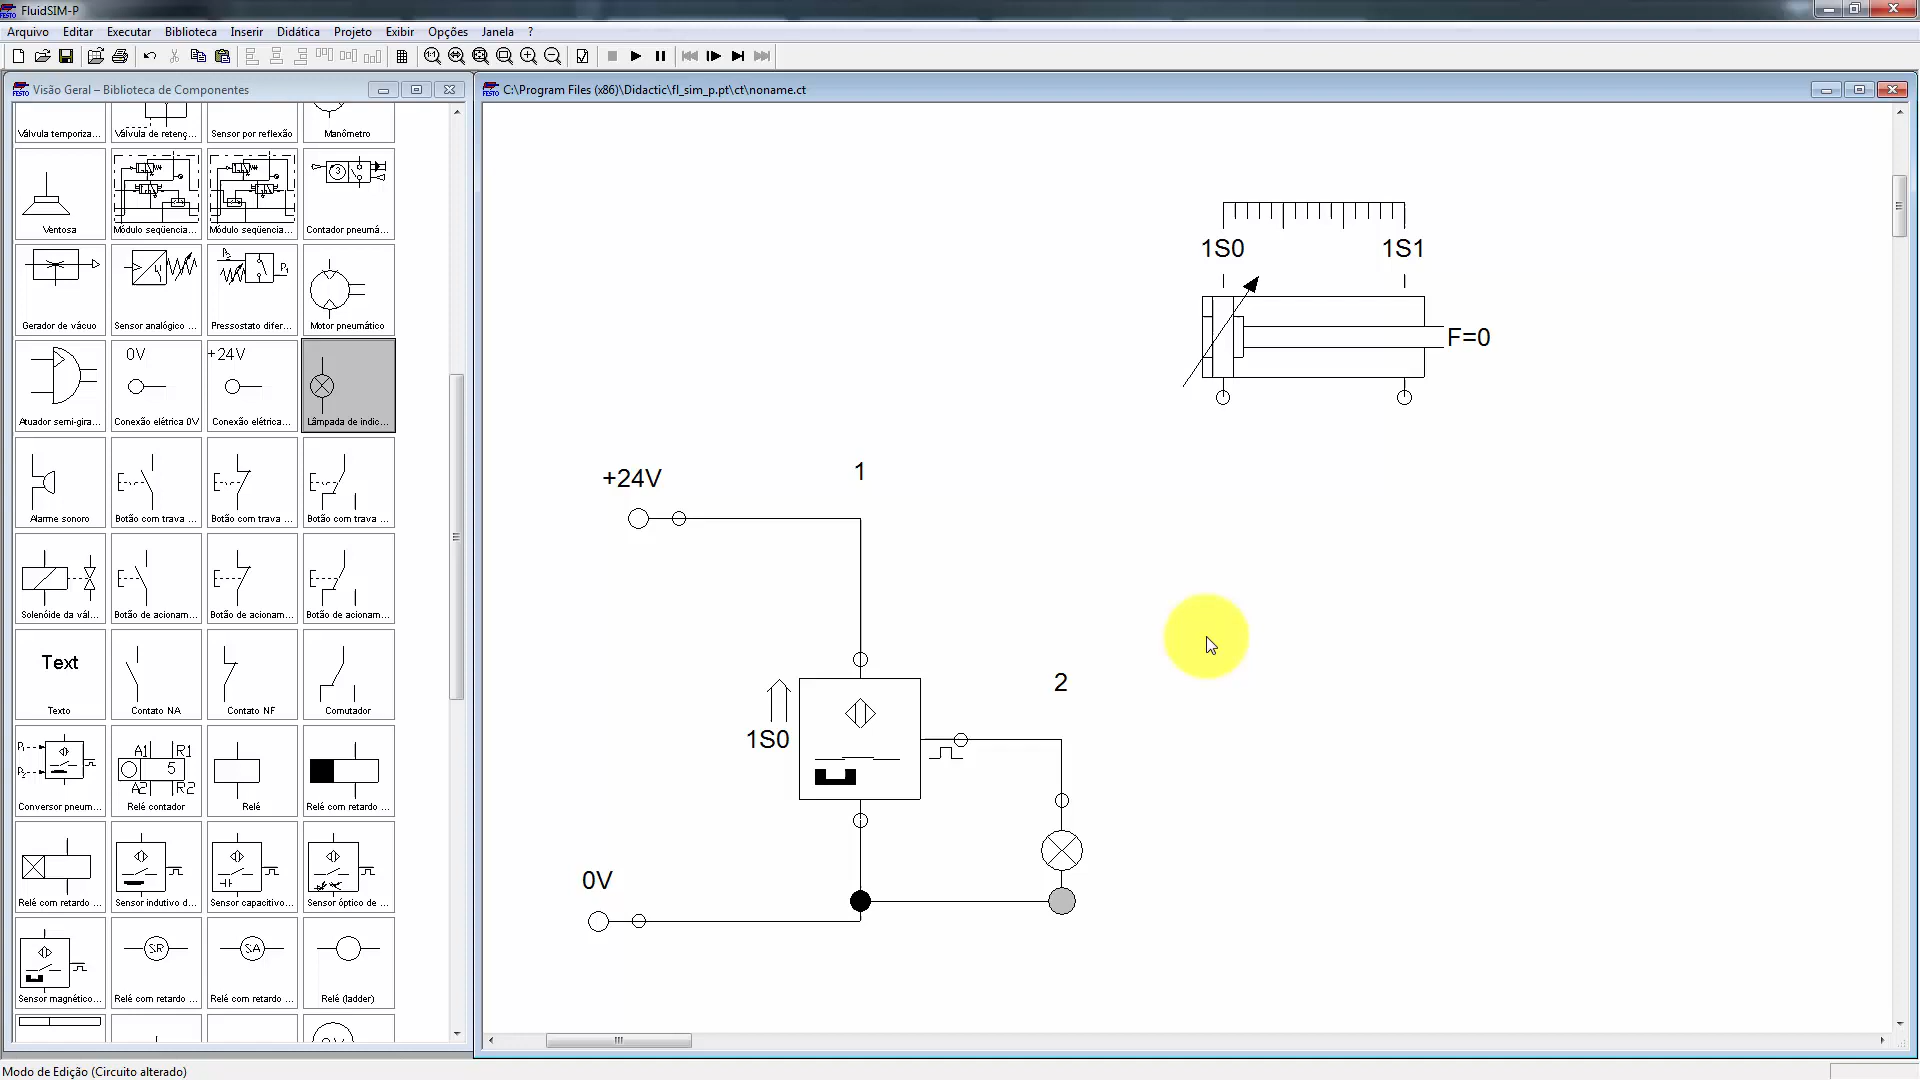 FluidSIM-P
Arquivo Editar Executar Biblioteca Inserir Didática Projeto Exibir Opções Janela ?
Visão Geral – Biblioteca de Componentes
Válvula temporiza... Válvula de retenç... Sensor por reflexão Manômetro
Ventosa Módulo seqüencia... Módulo seqüencia... Contador pneumá...
Gerador de vácuo Sensor analógico ... Pressostato difer... Motor pneumático
0V +24V
Atuador semi-gira... Conexão elétrica 0V Conexão elétrica... Lâmpada de indic...
Alarme sonoro Botão com trava ... Botão com trava ... Botão com trava ...
Solenóide da vál... Botão de acionam... Botão de acionam... Botão de acionam...
Text
Texto Contato NA Contato NF Comutador
A1 R1
5
A2 R2
Conversor pneum... Relé contador Relé Relé com retardo ...
Relé com retardo ... Sensor indutivo d... Sensor capacitivo... Sensor óptico de ...
SR SA
Sensor magnético... Relé com retardo ... Relé com retardo ... Relé (ladder)
C:\Program Files (x86)\Didactic\fl_sim_p.pt\ct\noname.ct
1S0 1S1
F=0
+24V 1
2
1S0
0V
Modo de Edição (Circuito alterado)